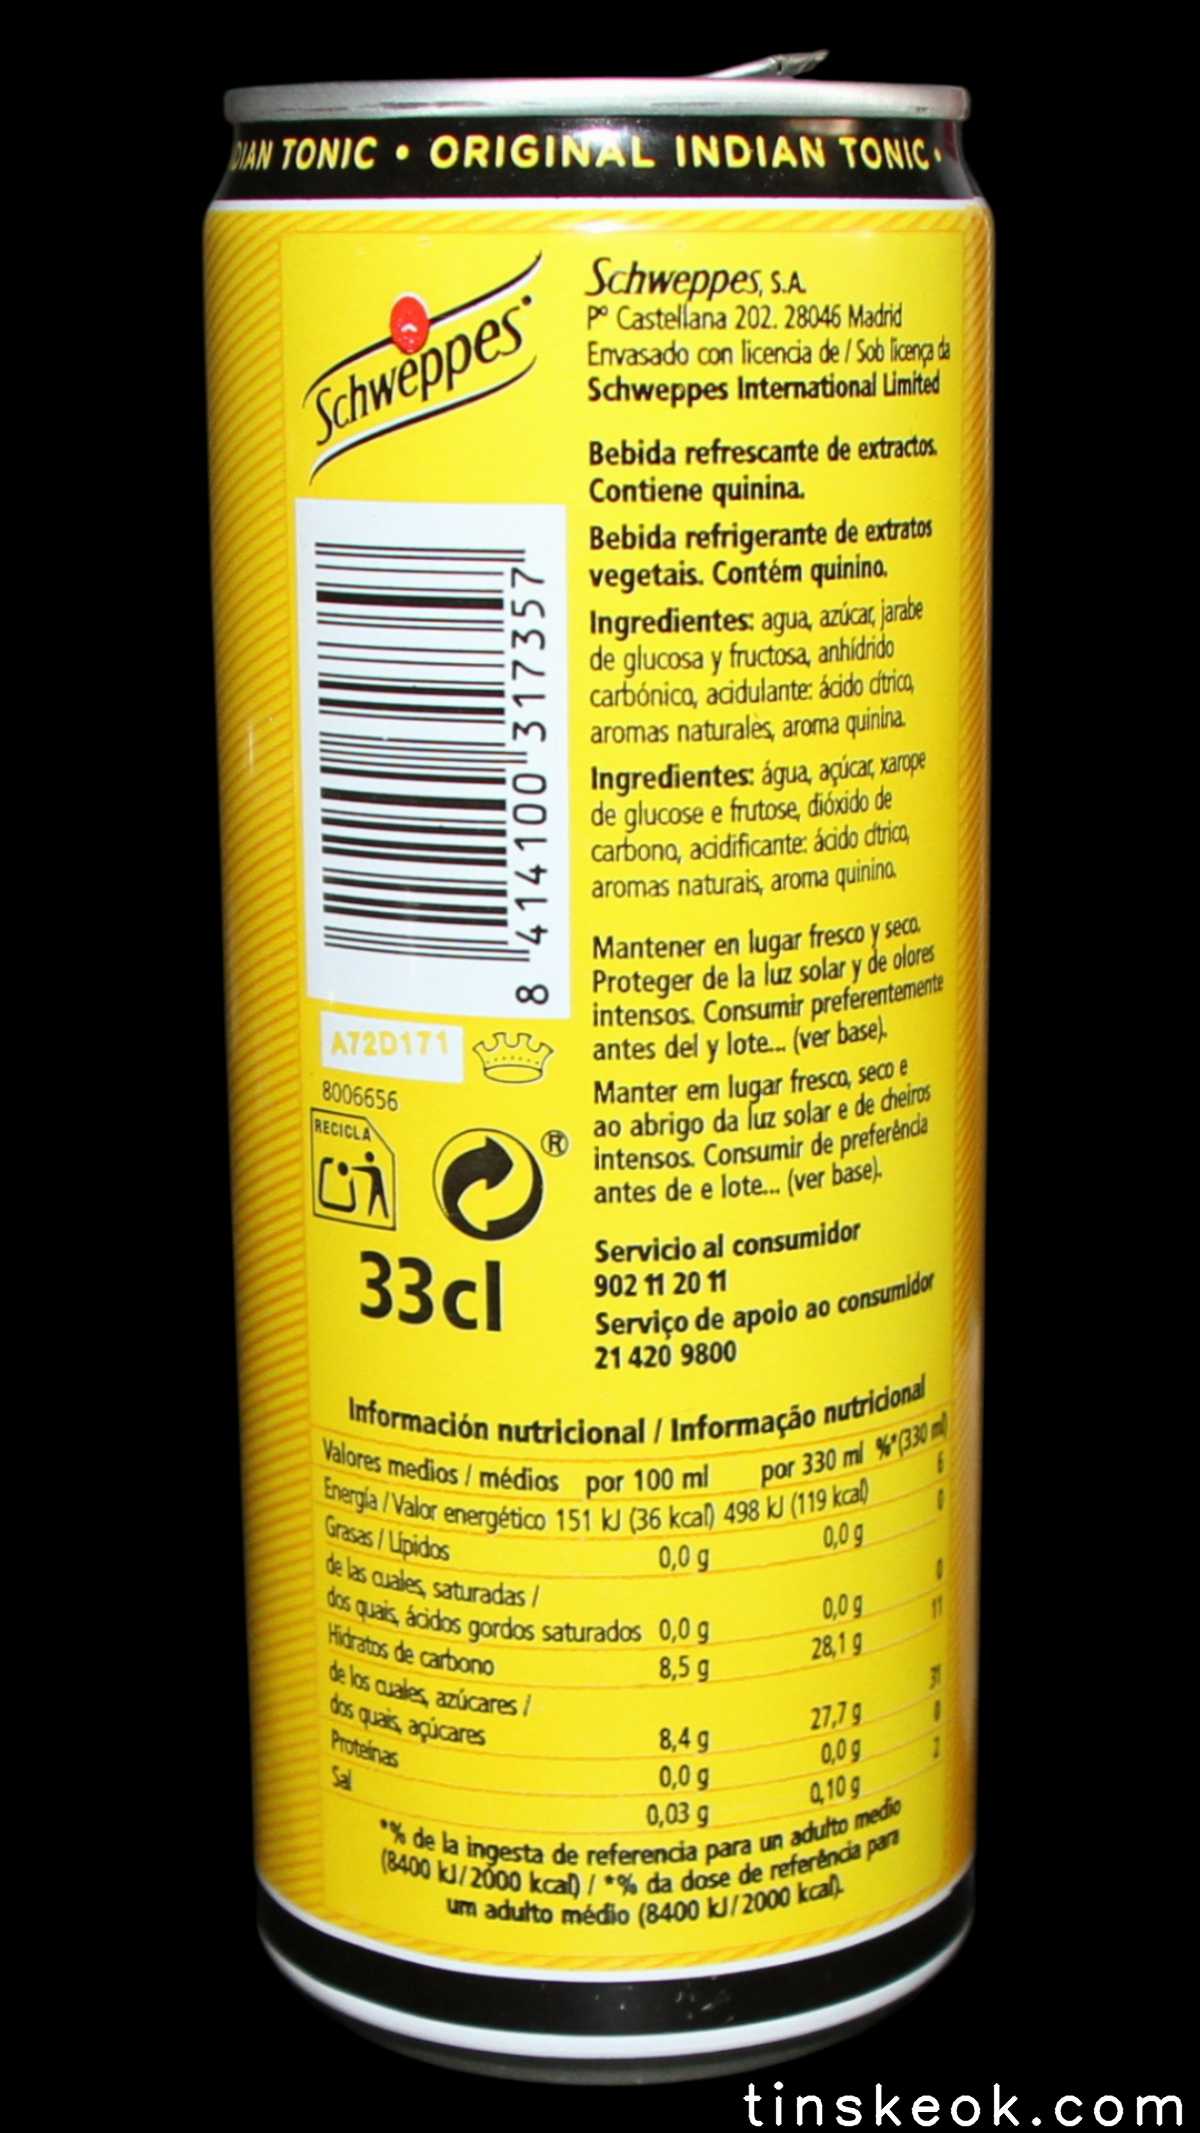 DIAN TONIC • ORIGINAL INDIAN TONIC •
Schweppes
Schweppes, S.A.
Pº Castellana 202. 28046 Madrid
Envasado con licencia de / Sob licença da
Schweppes International Limited
Bebida refrescante de extractos.
Contiene quinina.
Bebida refrigerante de extratos
vegetais. Contém quinino.
Ingredientes: agua, azúcar, jarabe
de glucosa y fructosa, anhídrido
carbónico, acidulante: ácido cítrico,
aromas naturales, aroma quinina.
Ingredientes: água, açúcar, xarope
de glucose e frutose, dióxido de
carbono, acidificante: ácido cítrico,
aromas naturais, aroma quinino.
Mantener en lugar fresco y seco.
Proteger de la luz solar y de olores
intensos. Consumir preferentemente
antes del y lote... (ver base).
Manter em lugar fresco, seco e
ao abrigo da luz solar e de cheiros
intensos. Consumir de preferência
antes de e lote... (ver base).
Servicio al consumidor
902 11 20 11
Serviço de apoio ao consumidor
21 420 9800
8 414100 317357
A72D171
8006656
RECICLA
®
33cl
Información nutricional / Informação nutricional
Valores medios / médios por 100 ml por 330 ml %*(330 ml)
Energía / Valor energético 151 kJ (36 kcal) 498 kJ (119 kcal) 6
Grasas / Lípidos 0,0 g 0,0 g 0
de las cuales, saturadas /
dos quais, ácidos gordos saturados 0,0 g 0,0 g 0
Hidratos de carbono 8,5 g 28,1 g 11
de los cuales, azúcares /
dos quais, açúcares 8,4 g 27,7 g 31
Proteínas 0,0 g 0,0 g 0
Sal 0,03 g 0,10 g 2
*% de la ingesta de referencia para un adulto medio
(8400 kJ/2000 kcal) / *% da dose de referência para
um adulto médio (8400 kJ/2000 kcal).
tinskeok.com